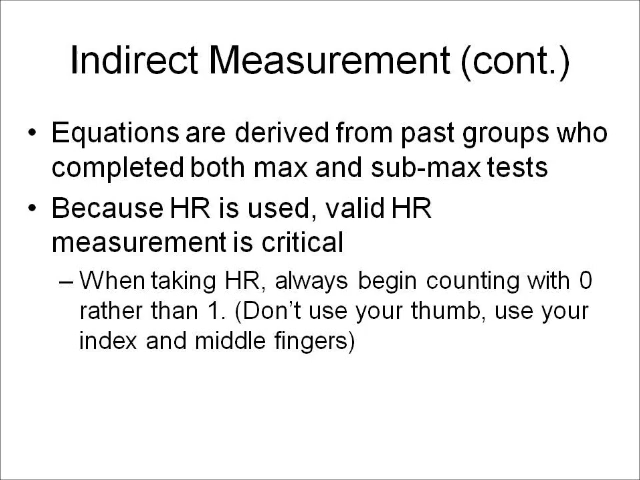 Indirect Measurement (cont.)
• Equations are derived from past groups who
completed both max and sub-max tests
• Because HR is used, valid HR
measurement is critical
– When taking HR, always begin counting with 0
rather than 1. (Don't use your thumb, use your
index and middle fingers)